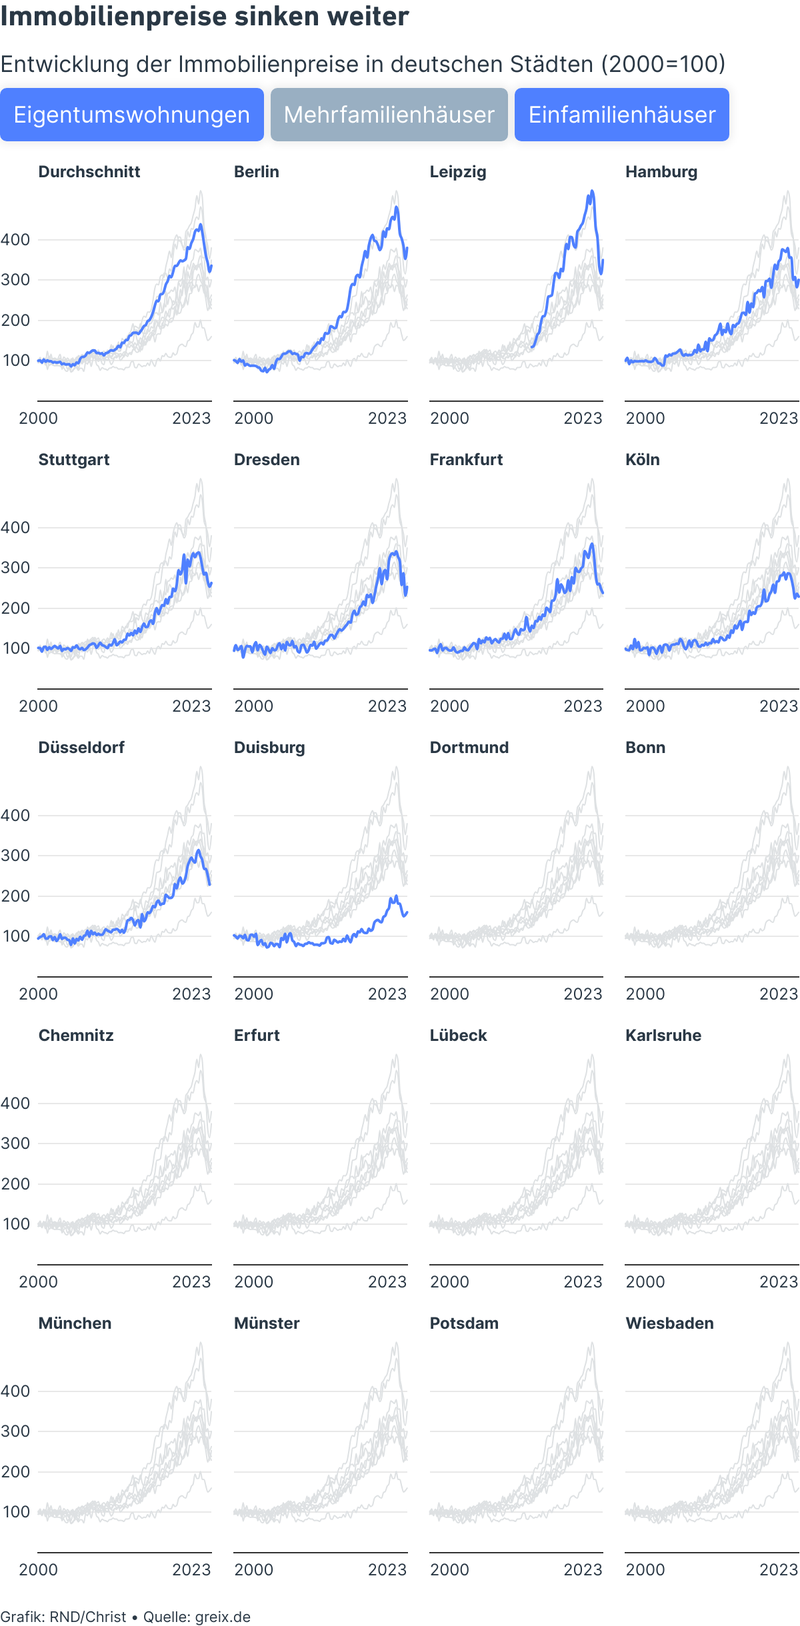 Immobilienpreise sinken weiter
Entwicklung der Immobilienpreise in deutschen Städten (2000=100)
Eigentumswohnungen Mehrfamilienhäuser Einfamilienhäuser
Durchschnitt Berlin Leipzig Hamburg
400
300
200
100
2000 2023 2000 2023 2000 2023 2000 2023
Stuttgart Dresden Frankfurt Köln
400
300
200
100
2000 2023 2000 2023 2000 2023 2000 2023
Düsseldorf Duisburg Dortmund Bonn
400
300
200
100
2000 2023 2000 2023 2000 2023 2000 2023
Chemnitz Erfurt Lübeck Karlsruhe
400
300
200
100
2000 2023 2000 2023 2000 2023 2000 2023
München Münster Potsdam Wiesbaden
400
300
200
100
2000 2023 2000 2023 2000 2023 2000 2023
Grafik: RND/Christ • Quelle: greix.de